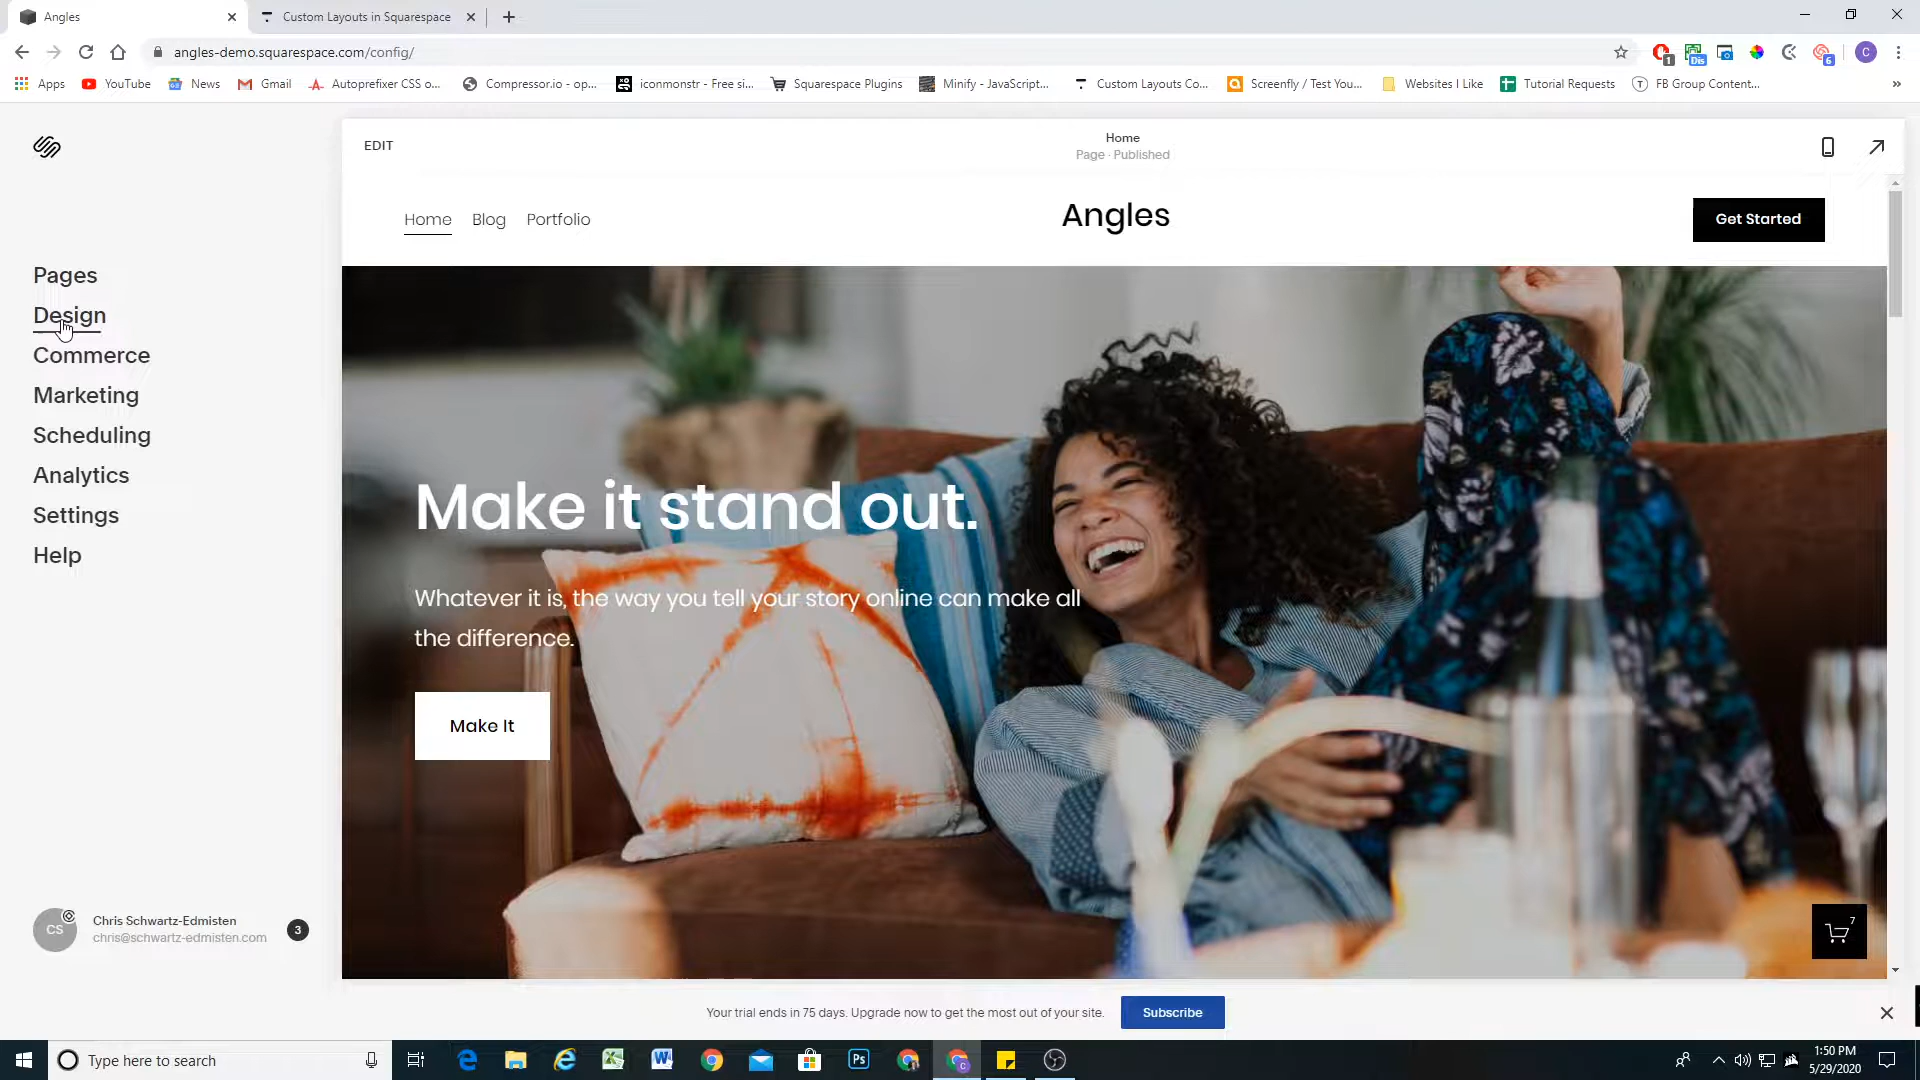 Angles
Custom Layouts in Squarespace
angles-demo.squarespace.com/config/
Apps
YouTube
News
Gmail
Autoprefixer CSS o...
Compressor.io - op...
iconmonstr - Free si...
Squarespace Plugins
Minify - JavaScript...
Custom Layouts Co...
Screenfly / Test You...
Websites I Like
Tutorial Requests
FB Group Content...
1
Dis
6
C
EDIT
Home
Page · Published
Pages
Design
Commerce
Marketing
Scheduling
Analytics
Settings
Help
Home Blog Portfolio
Angles
Get Started
Make it stand out.
Whatever it is, the way you tell your story online can make all
the difference.
Make It
7
CS
Chris Schwartz-Edmisten
chris@schwartz-edmisten.com
3
Your trial ends in 75 days. Upgrade now to get the most out of your site.
Subscribe
Type here to search
Ps
1:50 PM
5/29/2020